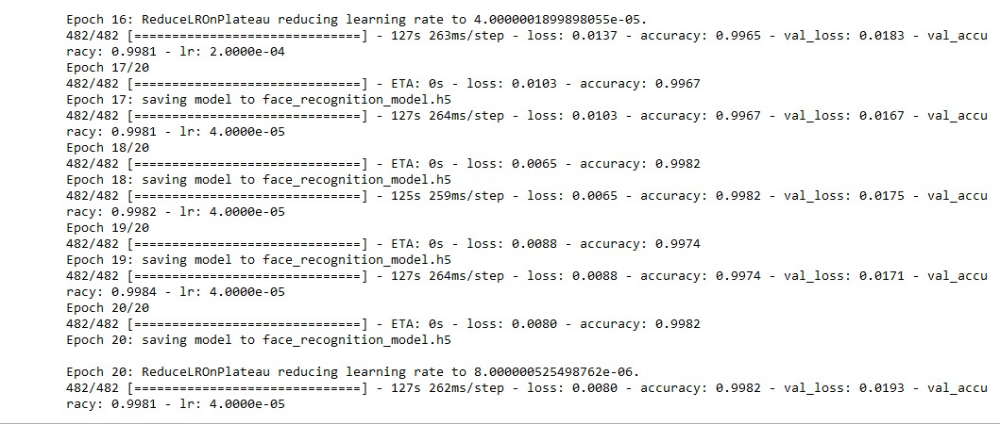 Epoch 16: ReduceLROnPlateau reducing learning rate to 4.0000001899898055e-05.
482/482 [==============================] - 127s 263ms/step - loss: 0.0137 - accuracy: 0.9965 - val_loss: 0.0183 - val_accu
racy: 0.9981 - lr: 2.0000e-04
Epoch 17/20
482/482 [==============================] - ETA: 0s - loss: 0.0103 - accuracy: 0.9967
Epoch 17: saving model to face_recognition_model.h5
482/482 [==============================] - 127s 264ms/step - loss: 0.0103 - accuracy: 0.9967 - val_loss: 0.0167 - val_accu
racy: 0.9981 - lr: 4.0000e-05
Epoch 18/20
482/482 [==============================] - ETA: 0s - loss: 0.0065 - accuracy: 0.9982
Epoch 18: saving model to face_recognition_model.h5
482/482 [==============================] - 125s 259ms/step - loss: 0.0065 - accuracy: 0.9982 - val_loss: 0.0175 - val_accu
racy: 0.9982 - lr: 4.0000e-05
Epoch 19/20
482/482 [==============================] - ETA: 0s - loss: 0.0088 - accuracy: 0.9974
Epoch 19: saving model to face_recognition_model.h5
482/482 [==============================] - 127s 264ms/step - loss: 0.0088 - accuracy: 0.9974 - val_loss: 0.0171 - val_accu
racy: 0.9984 - lr: 4.0000e-05
Epoch 20/20
482/482 [==============================] - ETA: 0s - loss: 0.0080 - accuracy: 0.9982
Epoch 20: saving model to face_recognition_model.h5
Epoch 20: ReduceLROnPlateau reducing learning rate to 8.000000525498762e-06.
482/482 [==============================] - 127s 262ms/step - loss: 0.0080 - accuracy: 0.9982 - val_loss: 0.0193 - val_accu
racy: 0.9981 - lr: 4.0000e-05